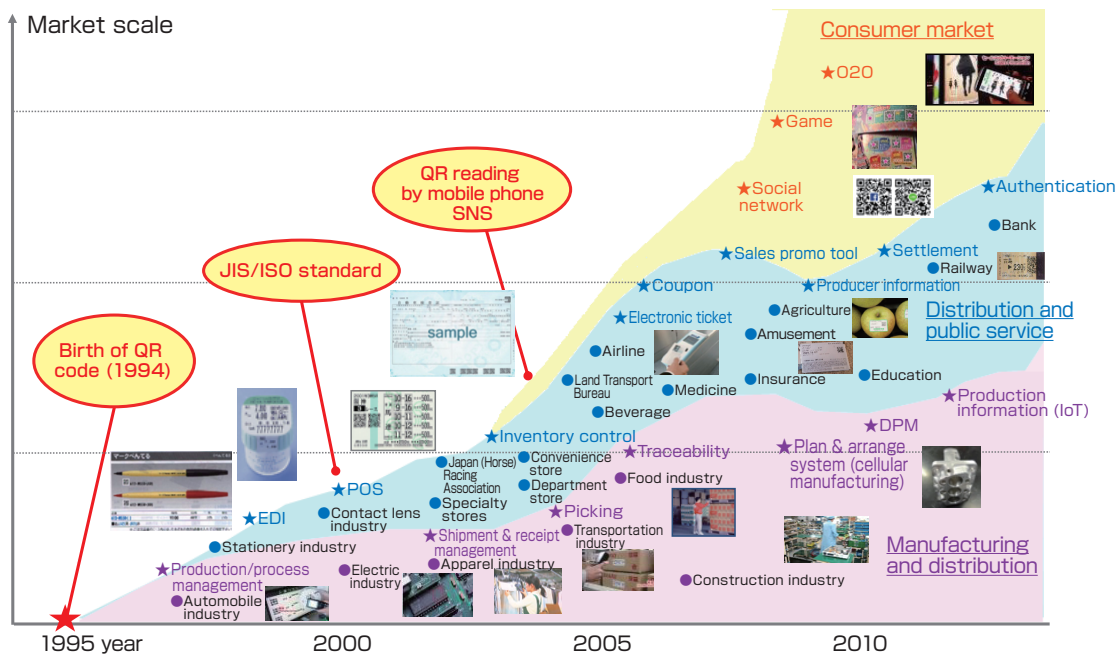 Market scale
Consumer market
O2O
Game
QR reading
by mobile phone
SNS
Social
network
Authentication
Bank
Sales promo tool
Settlement
Railway
JIS/ISO standard
Coupon
Producer information
Electronic ticket
Agriculture
Distribution and
public service
sample
Amusement
Birth of QR
code (1994)
Airline
Land Transport
Bureau
Medicine
Insurance
Education
Beverage
Production
information (IoT)
DPM
Inventory control
Traceability
Plan & arrange
system (cellular
manufacturing)
Japan (Horse)
Racing
Association
Convenience
store
Department
store
Food industry
POS
Specialty
stores
EDI
Contact lens
industry
Picking
Transportation
industry
Shipment & receipt
management
Stationery industry
Manufacturing
and distribution
Production/process
management
Electric
industry
Apparel industry
Construction industry
Automobile
industry
1995 year
2000
2005
2010